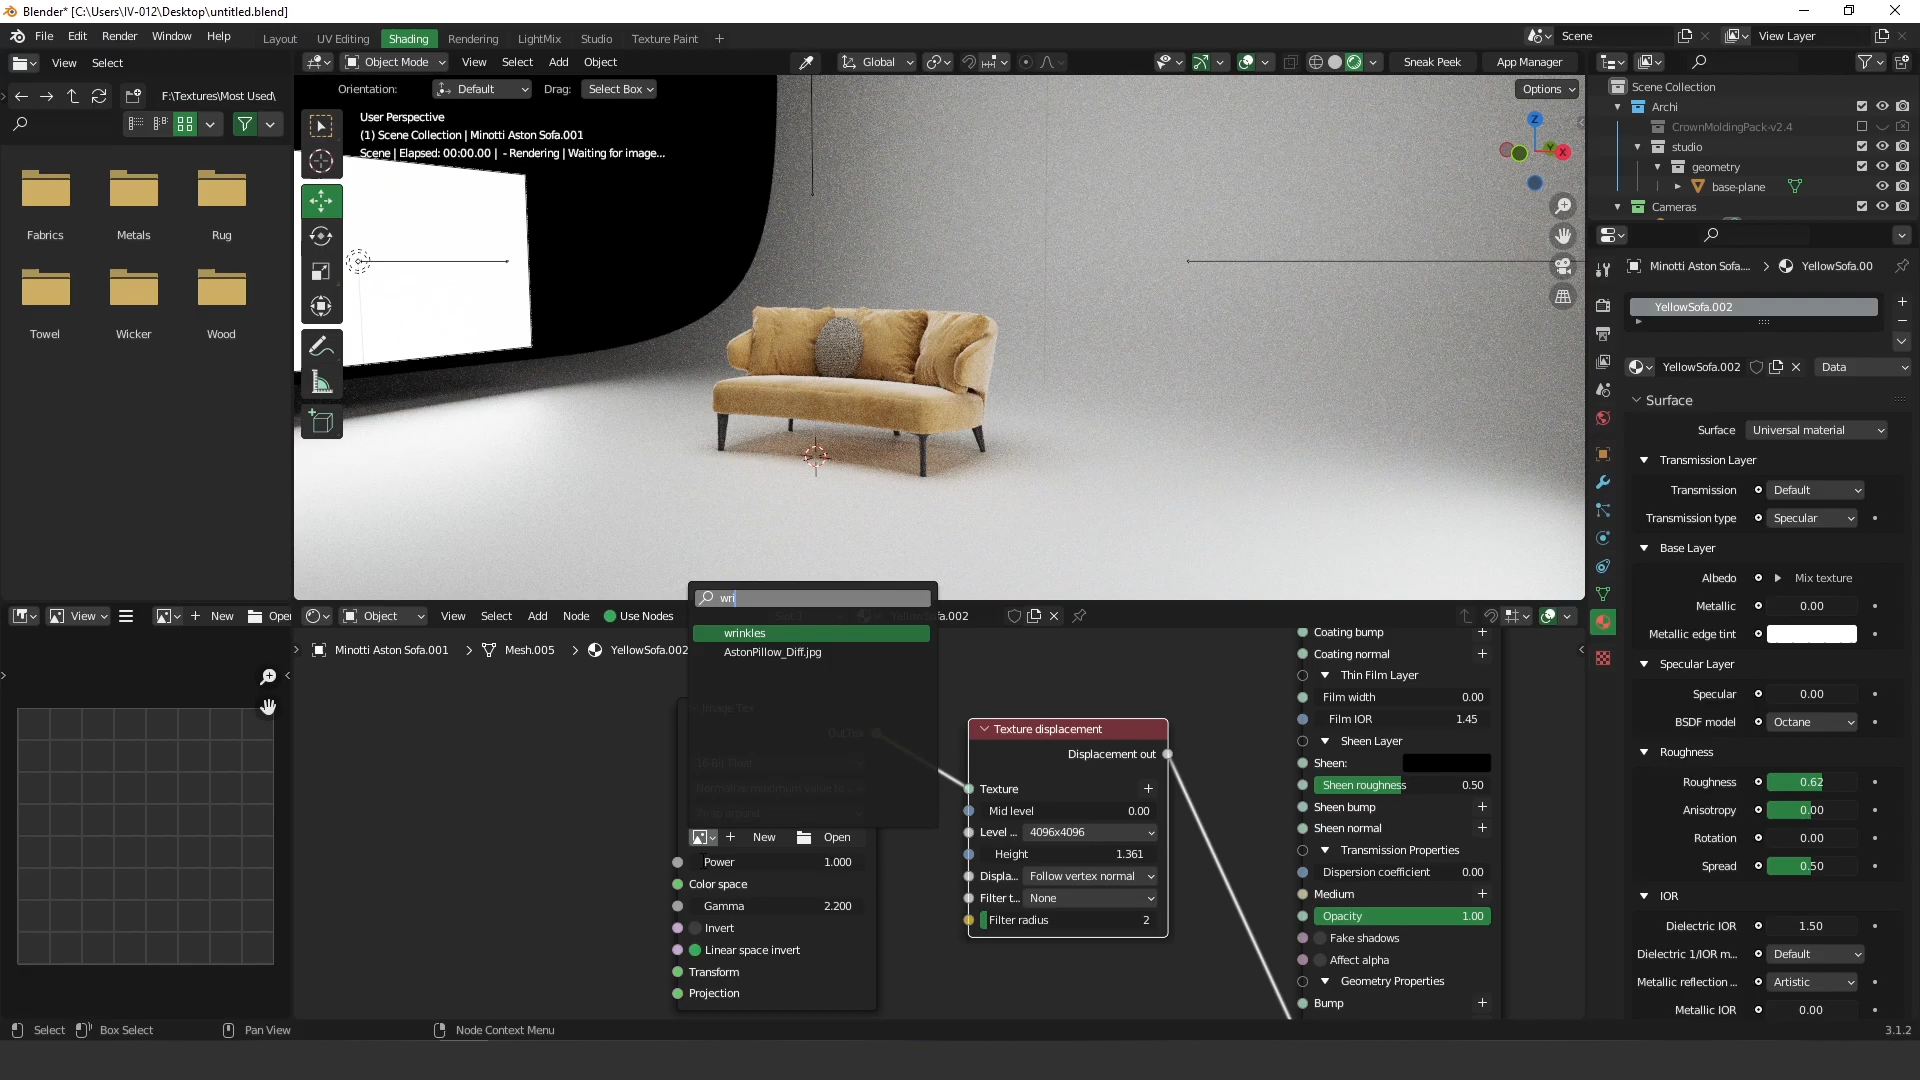 Blender* [C:\Users\IV-012\Desktop\untitled.blend]
File Edit Render Window Help
Layout UV Editing Shading Rendering LightMix Studio Texture Paint
Scene
View Layer
View Select
Object Mode View Select Add Object
Global
Sneak Peek App Manager
F:\Textures\Most Used\
Orientation: Default Drag: Select Box
Options
User Perspective
(1) Scene Collection | Minotti Aston Sofa.001
Scene | Elapsed: 00:00.00 | - Rendering | Waiting for image...
Z
Y
X
Fabrics Metals Rug
Towel Wicker Wood
Scene Collection
Archi
CrownMoldingPack-v2.4
studio
geometry
base-plane
Cameras
Minotti Aston Sofa.... YellowSofa.00
YellowSofa.002
YellowSofa.002 Data
Surface
Surface Universal material
Transmission Layer
Transmission Default
Transmission type Specular
Base Layer
Albedo Mix texture
Metallic 0.00
Metallic edge tint
Specular Layer
Specular 0.00
BSDF model Octane
Roughness
Roughness 0.62
Anisotropy 0.00
Rotation 0.00
Spread 0.50
IOR
Dielectric IOR 1.50
Dielectric 1/IOR m... Default
Metallic reflection ... Artistic
Metallic IOR 0.00
View New Open
Object View Select Add Node Use Nodes
Minotti Aston Sofa.001 Mesh.005 YellowSofa.002
wri
wrinkles
AstonPillow_Diff.jpg
Image Tex
OutTex
16-Bit Float
New Open
Power 1.000
Color space
Gamma 2.200
Invert
Linear space invert
Transform
Projection
Texture displacement
Displacement out
Texture
Mid level 0.00
Level ... 4096x4096
Height 1.361
Displa... Follow vertex normal
Filter t... None
Filter radius 2
Coating bump
Coating normal
Thin Film Layer
Film width 0.00
Film IOR 1.45
Sheen Layer
Sheen:
Sheen roughness 0.50
Sheen bump
Sheen normal
Transmission Properties
Dispersion coefficient 0.00
Medium
Opacity 1.00
Fake shadows
Affect alpha
Geometry Properties
Bump
Select Box Select Pan View Node Context Menu
3.1.2